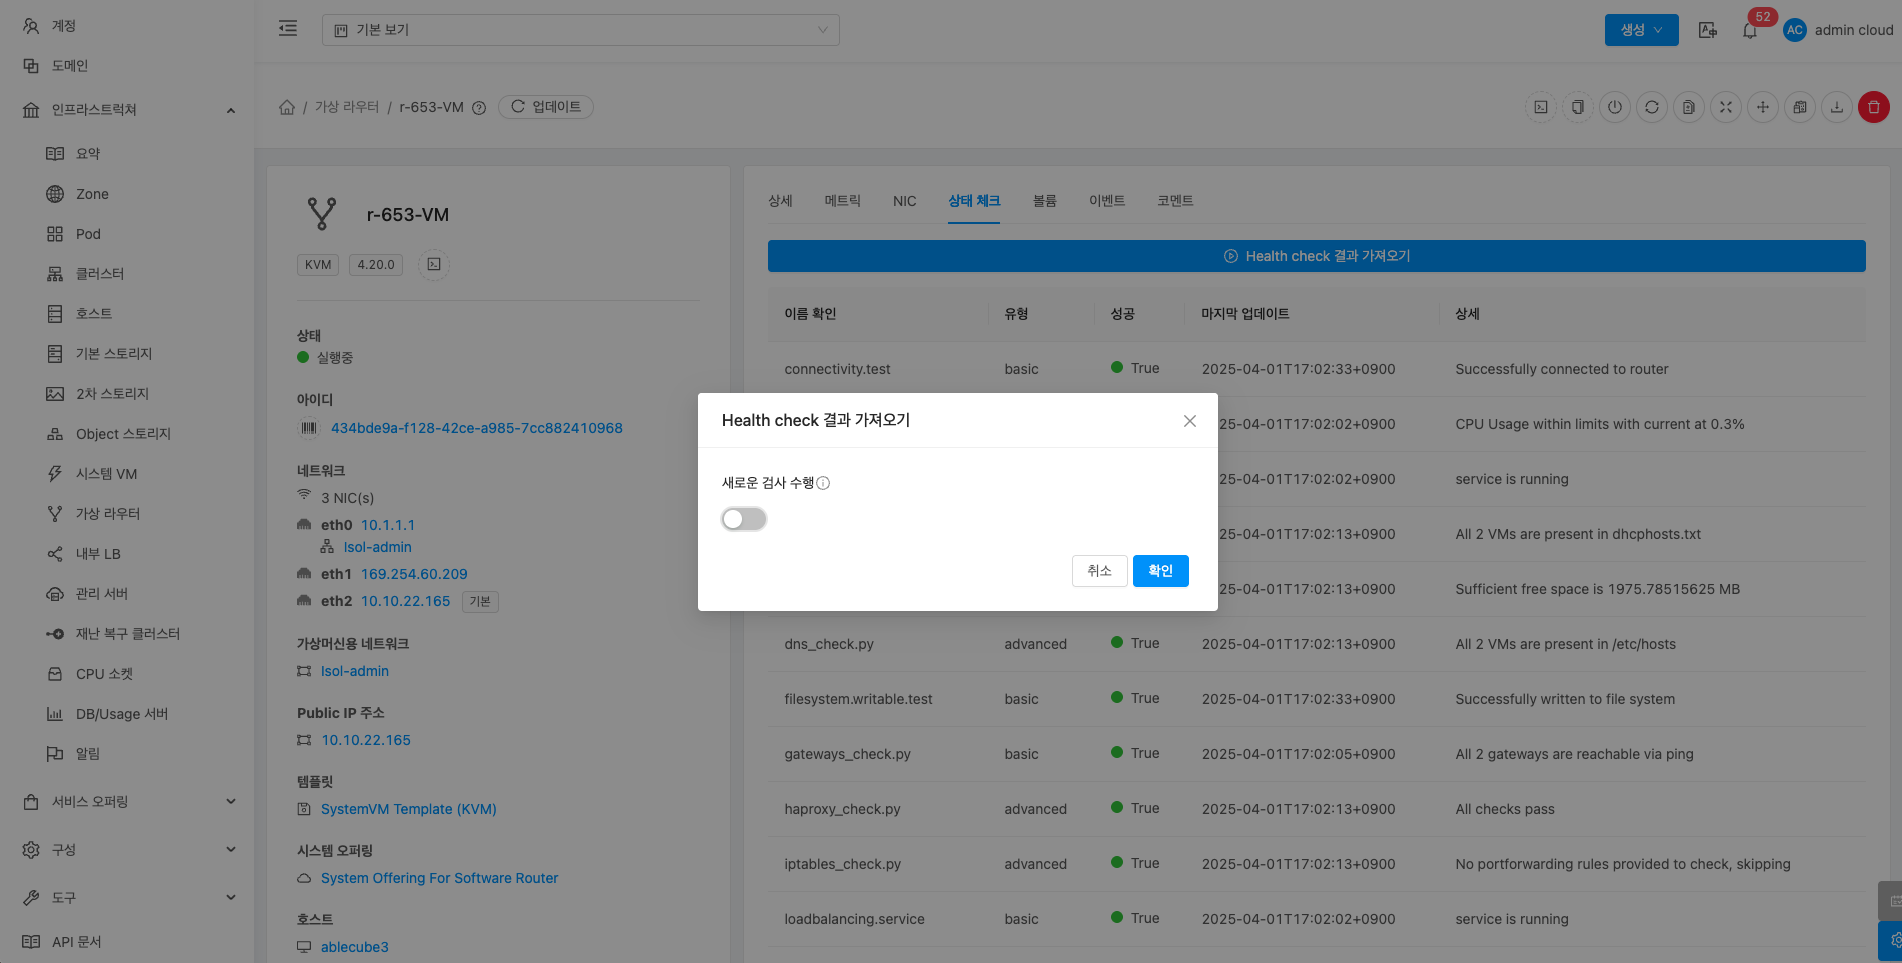 계정
도메인
인프라스트럭쳐
요약
Zone
Pod
클러스터
호스트
기본 스토리지
2차 스토리지
Object 스토리지
시스템 VM
가상 라우터
내부 LB
관리 서버
재난 복구 클러스터
CPU 소켓
DB/Usage 서버
알림
서비스 오퍼링
구성
도구
API 문서
기본 보기
생성
52
AC
admin cloud
/ 가상 라우터 / r-653-VM
업데이트
r-653-VM
KVM
4.20.0
상태
실행중
아이디
434bde9a-f128-42ce-a985-7cc882410968
네트워크
3 NIC(s)
eth0 10.1.1.1
Isol-admin
eth1 169.254.60.209
eth2 10.10.22.165 기본
가상머신용 네트워크
Isol-admin
Public IP 주소
10.10.22.165
템플릿
SystemVM Template (KVM)
시스템 오퍼링
System Offering For Software Router
호스트
ablecube3
상세 메트릭 NIC 상태 체크 볼륨 이벤트 코멘트
Health check 결과 가져오기
이름 확인 유형 성공 마지막 업데이트 상세
connectivity.test basic True 2025-04-01T17:02:33+0900 Successfully connected to router
25-04-01T17:02:02+0900 CPU Usage within limits with current at 0.3%
25-04-01T17:02:02+0900 service is running
25-04-01T17:02:13+0900 All 2 VMs are present in dhcphosts.txt
25-04-01T17:02:13+0900 Sufficient free space is 1975.78515625 MB
dns_check.py advanced True 2025-04-01T17:02:13+0900 All 2 VMs are present in /etc/hosts
filesystem.writable.test basic True 2025-04-01T17:02:33+0900 Successfully written to file system
gateways_check.py basic True 2025-04-01T17:02:05+0900 All 2 gateways are reachable via ping
haproxy_check.py advanced True 2025-04-01T17:02:13+0900 All checks pass
iptables_check.py advanced True 2025-04-01T17:02:13+0900 No portforwarding rules provided to check, skipping
loadbalancing.service basic True 2025-04-01T17:02:02+0900 service is running
Health check 결과 가져오기
새로운 검사 수행
취소
확인